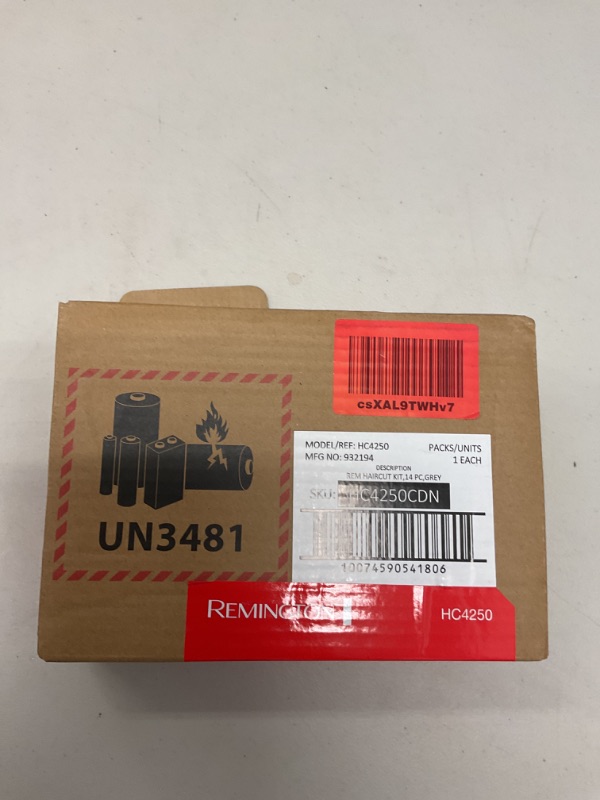 csXAL9TWHv7
MODEL/REF: HC4250 PACKS/UNITS
MFG NO: 932194 1 EACH
DESCRIPTION
REM HAIRCUT KIT,14 PC,GREY
SKU: HC4250CDN
10074590541806
UN3481
REMINGTON HC4250